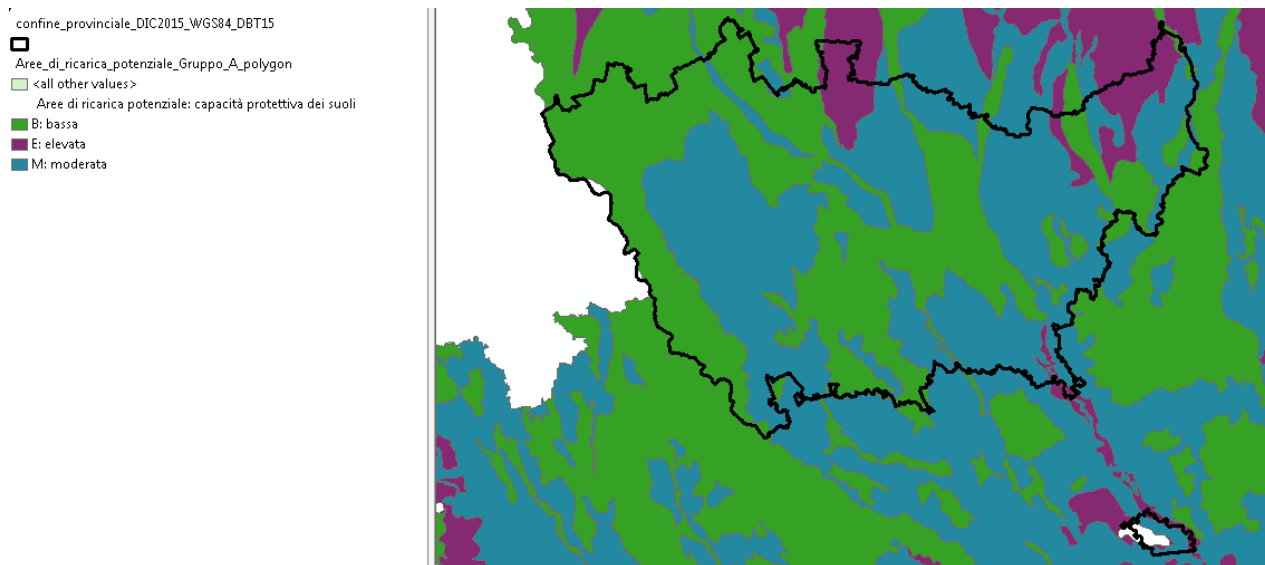 confine_provinciale_DIC2015_WGS84_DBT15
Aree_di_ricarica_potenziale_Gruppo_A_polygon
<all other values>
Aree di ricarica potenziale: capacità protettiva dei suoli
B: bassa
E: elevata
M: moderata